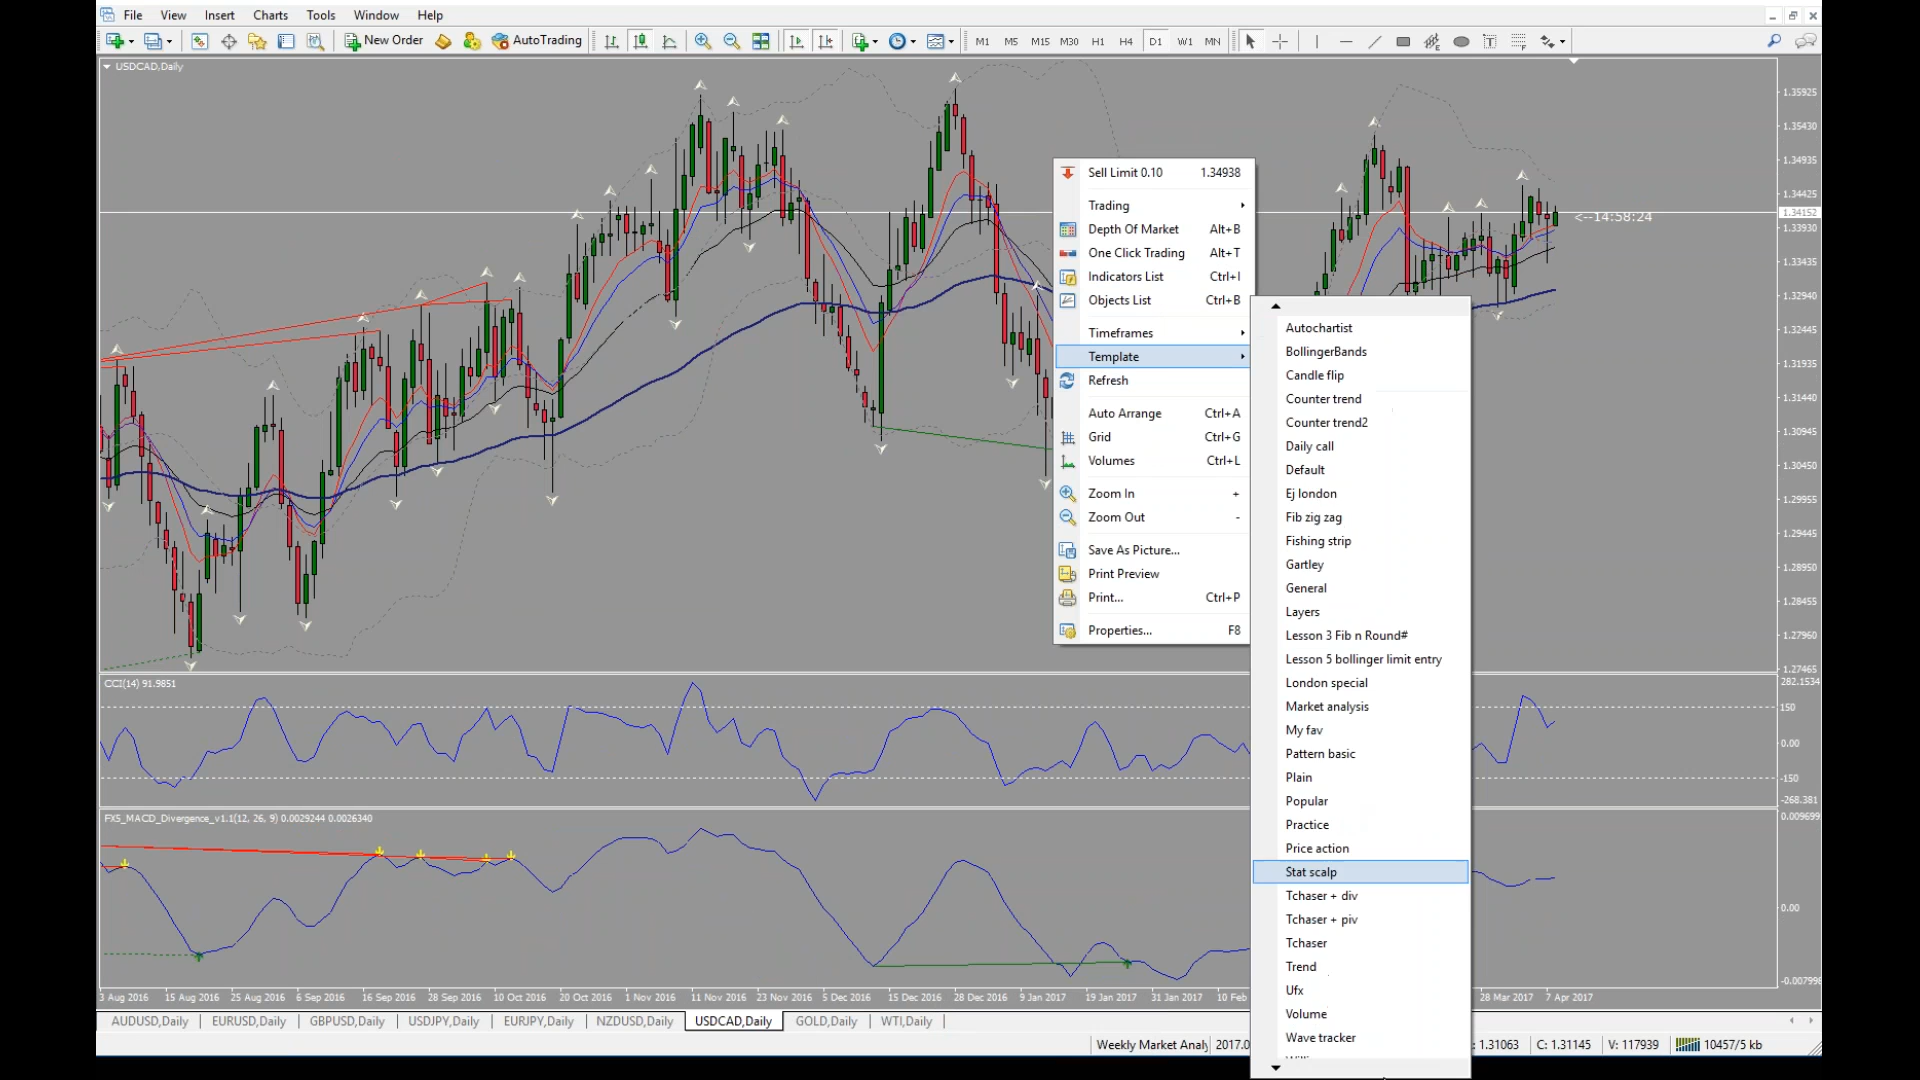 File View Insert Charts Tools Window Help
New Order AutoTrading M1 M5 M15 M30 H1 H4 D1 W1 MN
USDCAD,Daily
1.35925
1.35430
1.34935
1.34425
1.34152
1.33930
1.33435
1.32940
1.32445
1.31935
1.31440
1.30945
1.30450
1.29955
1.29445
1.28950
1.28455
1.27960
1.27465
<--14:58:24
Sell Limit 0.10 1.34938
Trading
Depth Of Market Alt+B
One Click Trading Alt+T
Indicators List Ctrl+I
Objects List Ctrl+B
Timeframes
Template
Refresh
Auto Arrange Ctrl+A
Grid Ctrl+G
Volumes Ctrl+L
Zoom In +
Zoom Out -
Save As Picture...
Print Preview
Print... Ctrl+P
Properties... F8
Autochartist
BollingerBands
Candle flip
Counter trend
Counter trend2
Daily call
Default
Ej london
Fib zig zag
Fishing strip
Gartley
General
Layers
Lesson 3 Fib n Round#
Lesson 5 bollinger limit entry
London special
Market analysis
My fav
Pattern basic
Plain
Popular
Practice
Price action
Stat scalp
Tchaser + div
Tchaser + piv
Tchaser
Trend
Ufx
Volume
Wave tracker
CCI(14) 91.9851
282.1534
150
0.00
-150
-268.381
FX5_MACD_Divergence_v1.1(12, 26, 9) 0.0029244 0.0026340
0.009699
0.00
-0.007998
3 Aug 2016 15 Aug 2016 25 Aug 2016 6 Sep 2016 16 Sep 2016 28 Sep 2016 10 Oct 2016 20 Oct 2016 1 Nov 2016 11 Nov 2016 23 Nov 2016 5 Dec 2016 15 Dec 2016 28 Dec 2016 9 Jan 2017 19 Jan 2017 31 Jan 2017 10 Feb 28 Mar 2017 7 Apr 2017
AUDUSD,Daily EURUSD,Daily GBPUSD,Daily USDJPY,Daily EURJPY,Daily NZDUSD,Daily USDCAD,Daily GOLD,Daily WTI,Daily
Weekly Market Analy 2017.0 : 1.31063 C: 1.31145 V: 117939 10457/5 kb